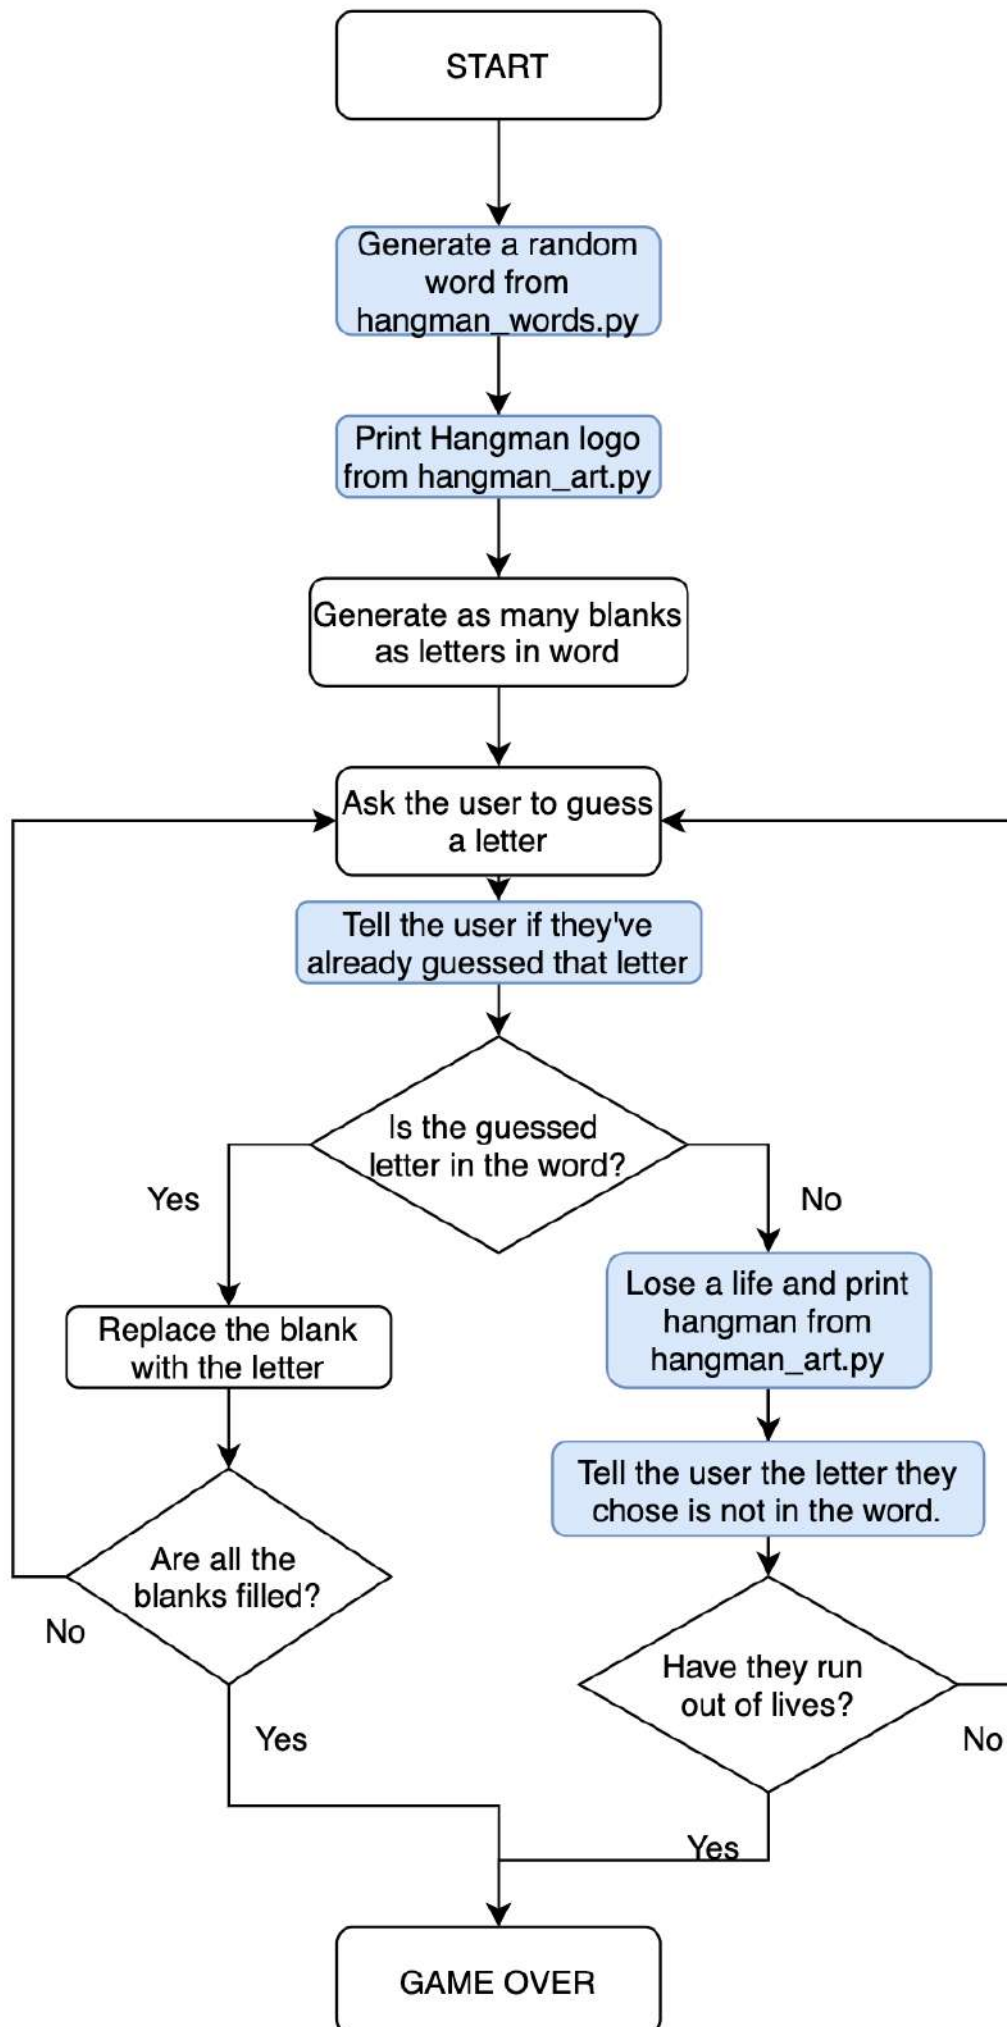 START
Generate a random
word from
hangman_words.py
Print Hangman logo
from hangman_art.py
Generate as many blanks
as letters in word
Ask the user to guess
a letter
Tell the user if they've
already guessed that letter
Is the guessed
letter in the word?
Yes
No
Replace the blank
with the letter
Lose a life and print
hangman from
hangman_art.py
Tell the user the letter they
chose is not in the word.
Are all the
blanks filled?
No
Yes
Have they run
out of lives?
No
Yes
GAME OVER